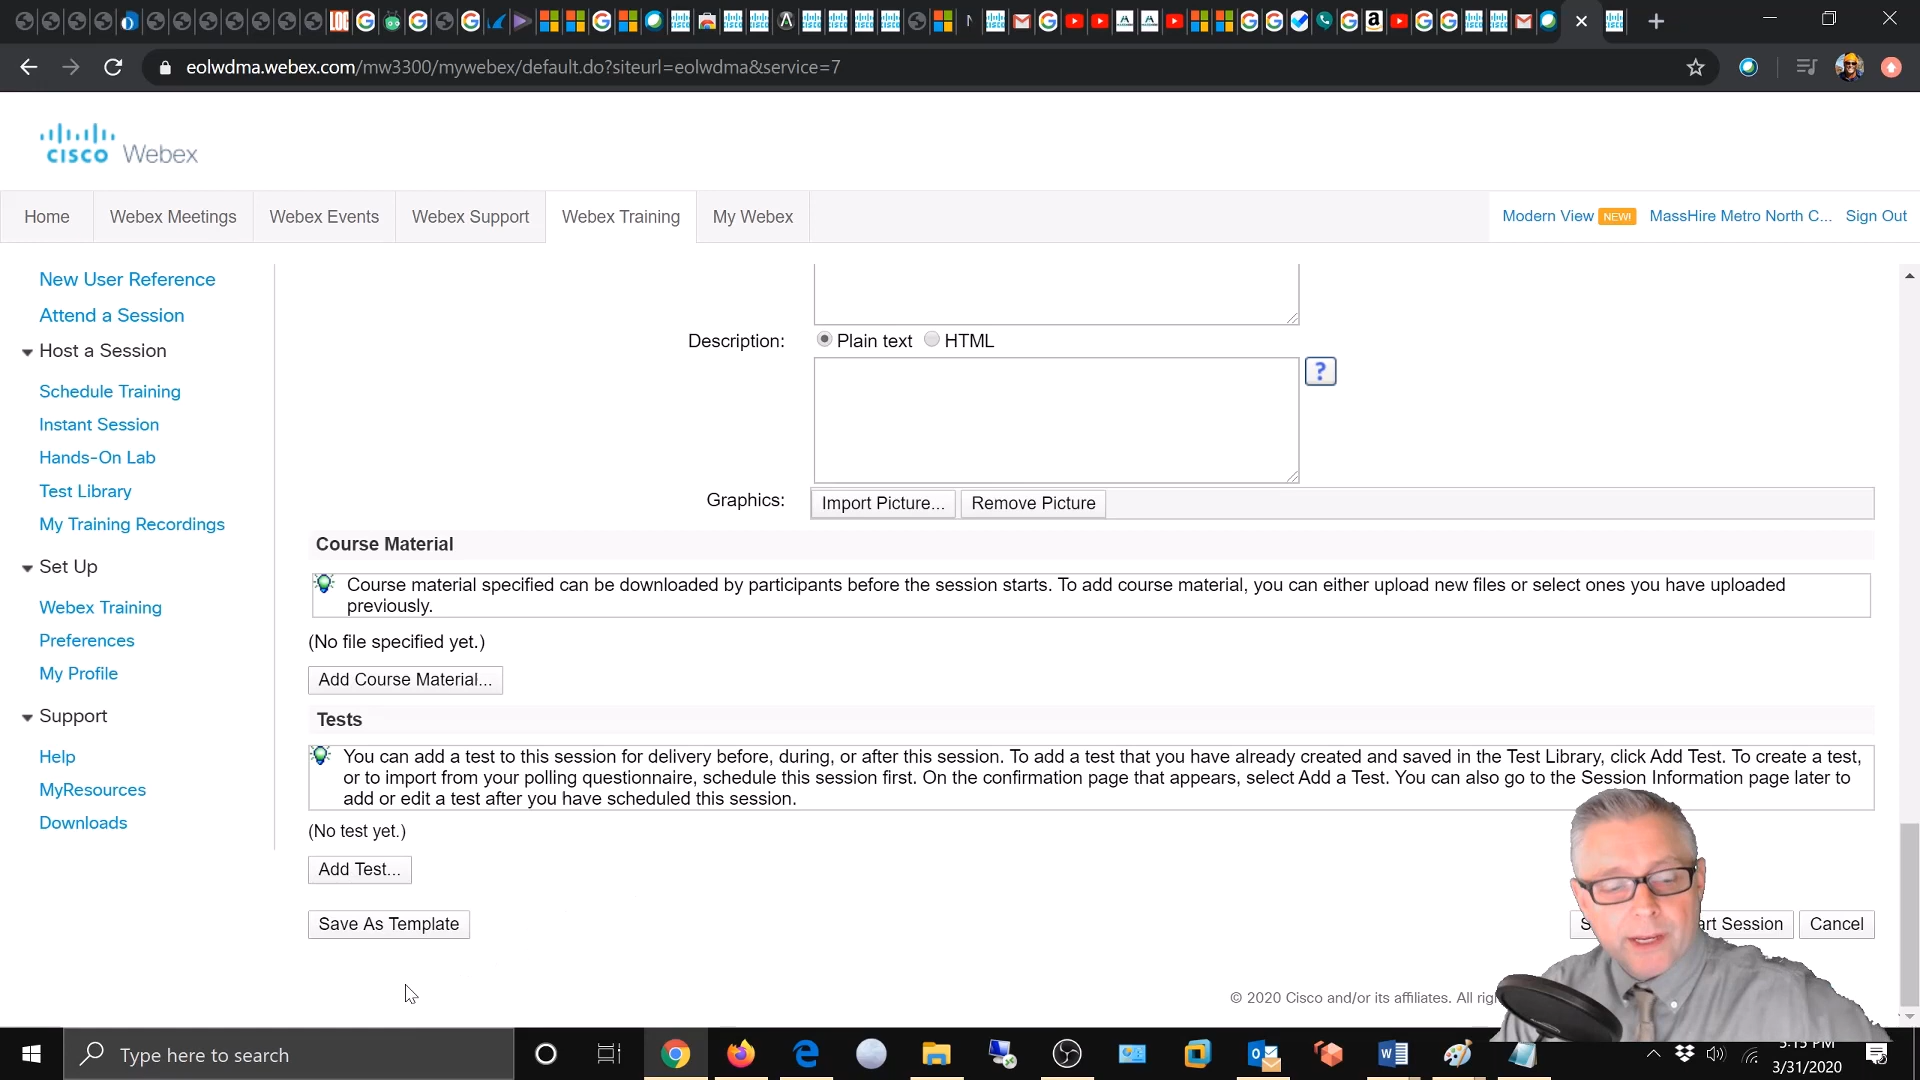 eolwdma.webex.com/mw3300/mywebex/default.do?siteurl=eolwdma&service=7
CISCO Webex
Home
Webex Meetings
Webex Events
Webex Support
Webex Training
My Webex
Modern View NEW!
MassHire Metro North C...
Sign Out
New User Reference
Attend a Session
Host a Session
Schedule Training
Instant Session
Hands-On Lab
Test Library
My Training Recordings
Set Up
Webex Training
Preferences
My Profile
Support
Help
MyResources
Downloads
Description:
Plain text
HTML
?
Graphics:
Import Picture...
Remove Picture
Course Material
Course material specified can be downloaded by participants before the session starts. To add course material, you can either upload new files or select ones you have uploaded
previously.
(No file specified yet.)
Add Course Material...
Tests
You can add a test to this session for delivery before, during, or after this session. To add a test that you have already created and saved in the Test Library, click Add Test. To create a test,
or to import from your polling questionnaire, schedule this session first. On the confirmation page that appears, select Add a Test. You can also go to the Session Information page later to
add or edit a test after you have scheduled this session.
(No test yet.)
Add Test...
Save As Template
Session
Cancel
© 2020 Cisco and/or its affiliates. All
Type here to search
3/31/2020